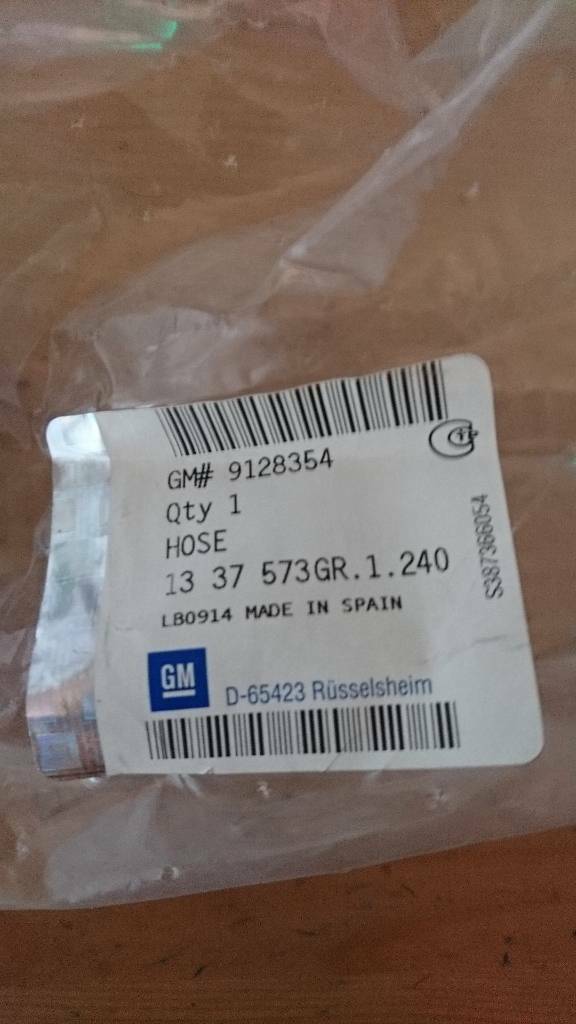 GM# 9128354
Qty 1
HOSE
13 37 573GR.1.240
LB0914 MADE IN SPAIN
GM
D-65423 Rüsselsheim
S387366054